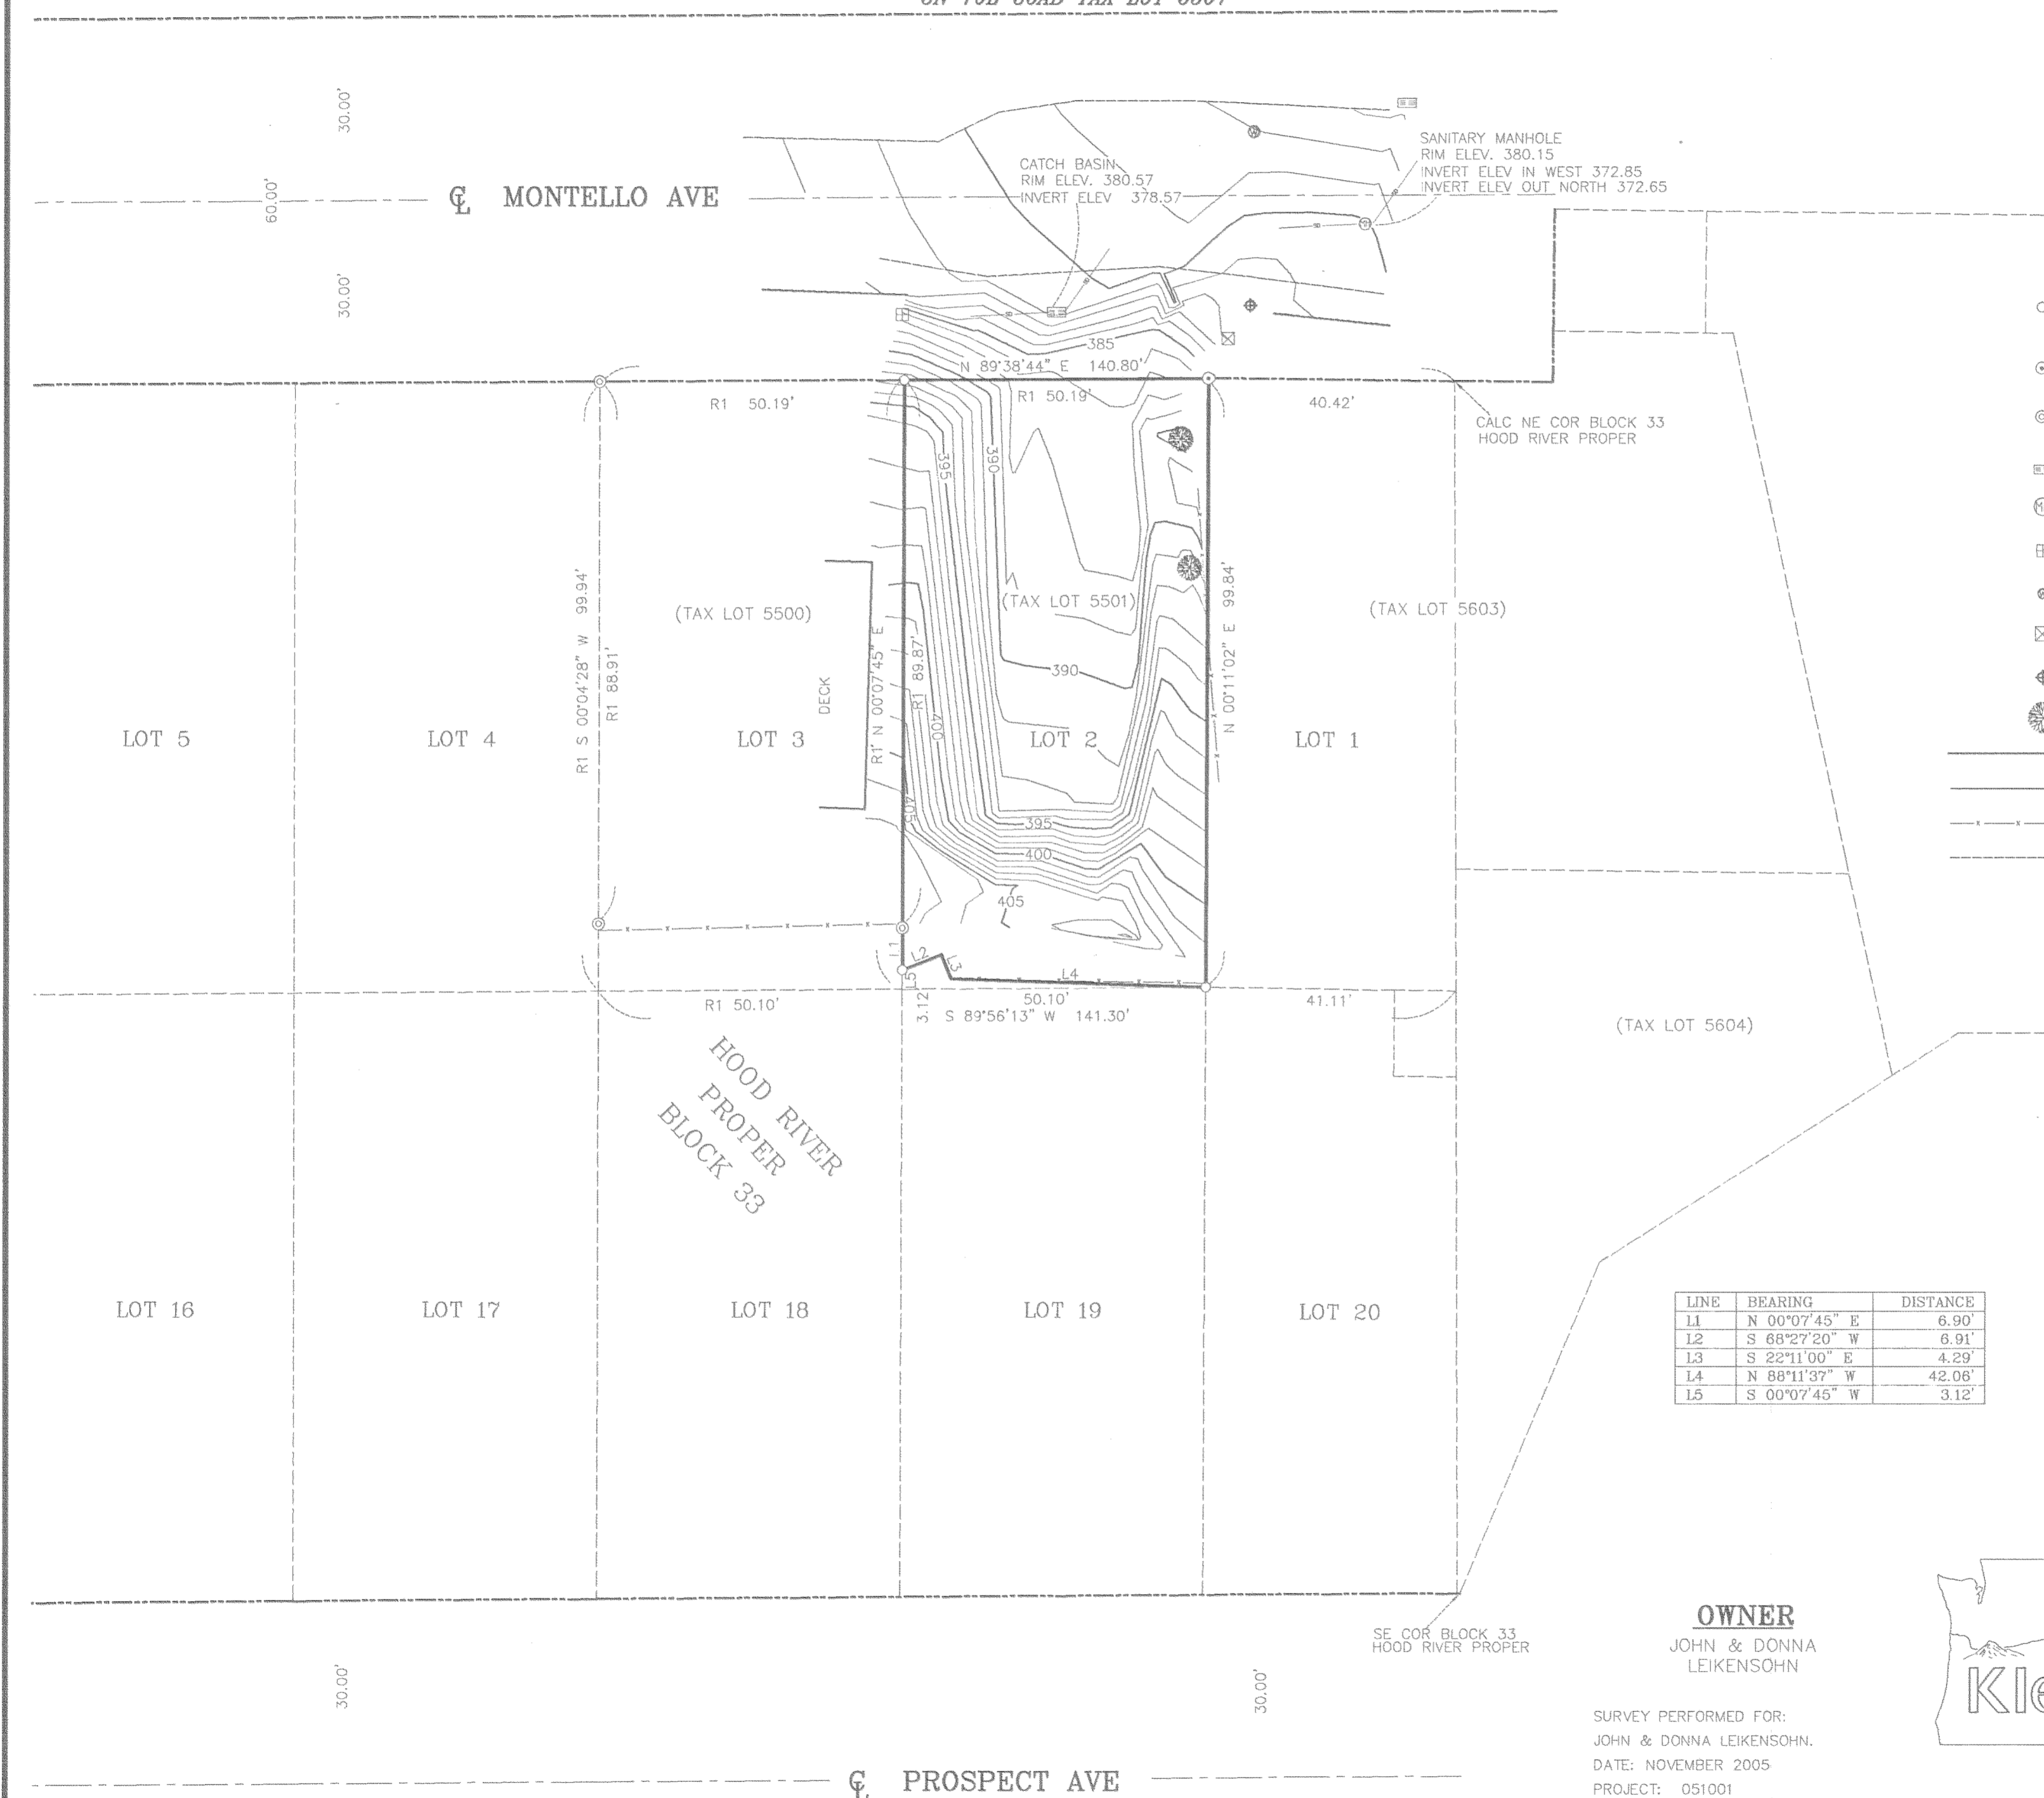 30.00'
60.00'
30.00'
℄ MONTELLO AVE
CATCH BASIN
RIM ELEV. 380.57
INVERT ELEV 378.57
SANITARY MANHOLE
RIM ELEV. 380.15
INVERT ELEV IN WEST 372.85
INVERT ELEV OUT NORTH 372.65
385
N 89°38'44" E 140.80'
R1 50.19'
R1 50.19'
40.42'
CALC NE COR BLOCK 33
HOOD RIVER PROPER
395
390
R1 S 00°04'28" W 99.94'
R1 88.91'
(TAX LOT 5500)
DECK
R1 N 00°07'45" E
R1 89.87'
(TAX LOT 5501)
N 00°11'02" E 99.84'
(TAX LOT 5603)
390
400
LOT 5
LOT 4
LOT 3
LOT 2
LOT 1
405
395
400
405
L1
L2
L3
L4
L5
R1 50.10'
3.12'
50.10'
S 89°56'13" W 141.30'
41.11'
(TAX LOT 5604)
HOOD RIVER
PROPER
BLOCK 33
LOT 16
LOT 17
LOT 18
LOT 19
LOT 20
LINE BEARING DISTANCE
L1 N 00°07'45" E 6.90'
L2 S 68°27'20" W 6.91'
L3 S 22°11'00" E 4.29'
L4 N 88°11'37" W 42.06'
L5 S 00°07'45" W 3.12'
SE COR BLOCK 33
HOOD RIVER PROPER
30.00'
30.00'
OWNER
JOHN & DONNA
LEIKENSOHN
Kle
SURVEY PERFORMED FOR:
JOHN & DONNA LEIKENSOHN.
DATE: NOVEMBER 2005
PROJECT: 051001
℄ PROSPECT AVE